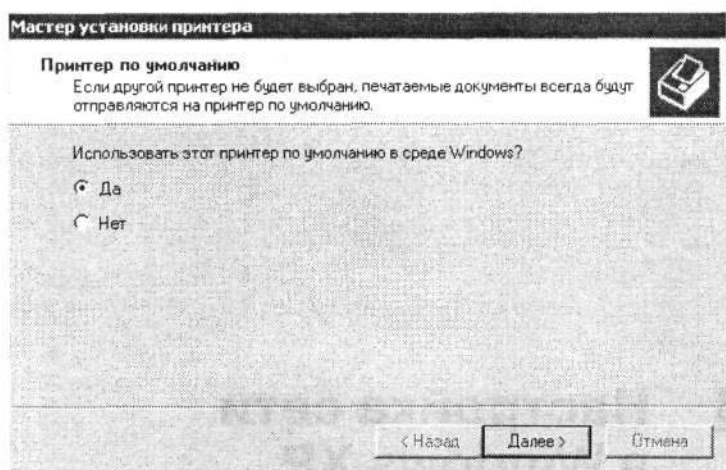 Мастер установки принтера
Принтер по умолчанию
Если другой принтер не будет выбран, печатаемые документы всегда будут
отправляются на принтер по умолчанию.
Использовать этот принтер по умолчанию в среде Windows?
Да
Нет
< Назад
Далее >
Отмена